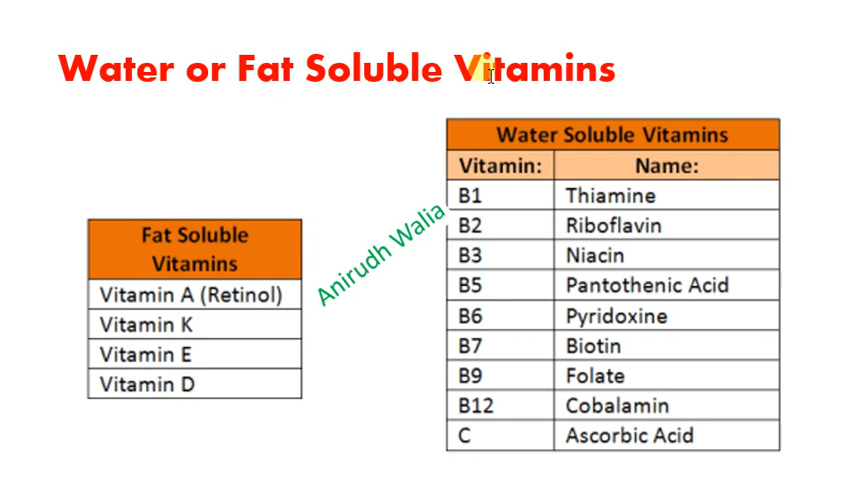 Water or Fat Soluble Vitamins
Fat Soluble
Vitamins
Vitamin A (Retinol)
Vitamin K
Vitamin E
Vitamin D
Anirudh Walia
Water Soluble Vitamins
Vitamin: Name:
B1 Thiamine
B2 Riboflavin
B3 Niacin
B5 Pantothenic Acid
B6 Pyridoxine
B7 Biotin
B9 Folate
B12 Cobalamin
C Ascorbic Acid